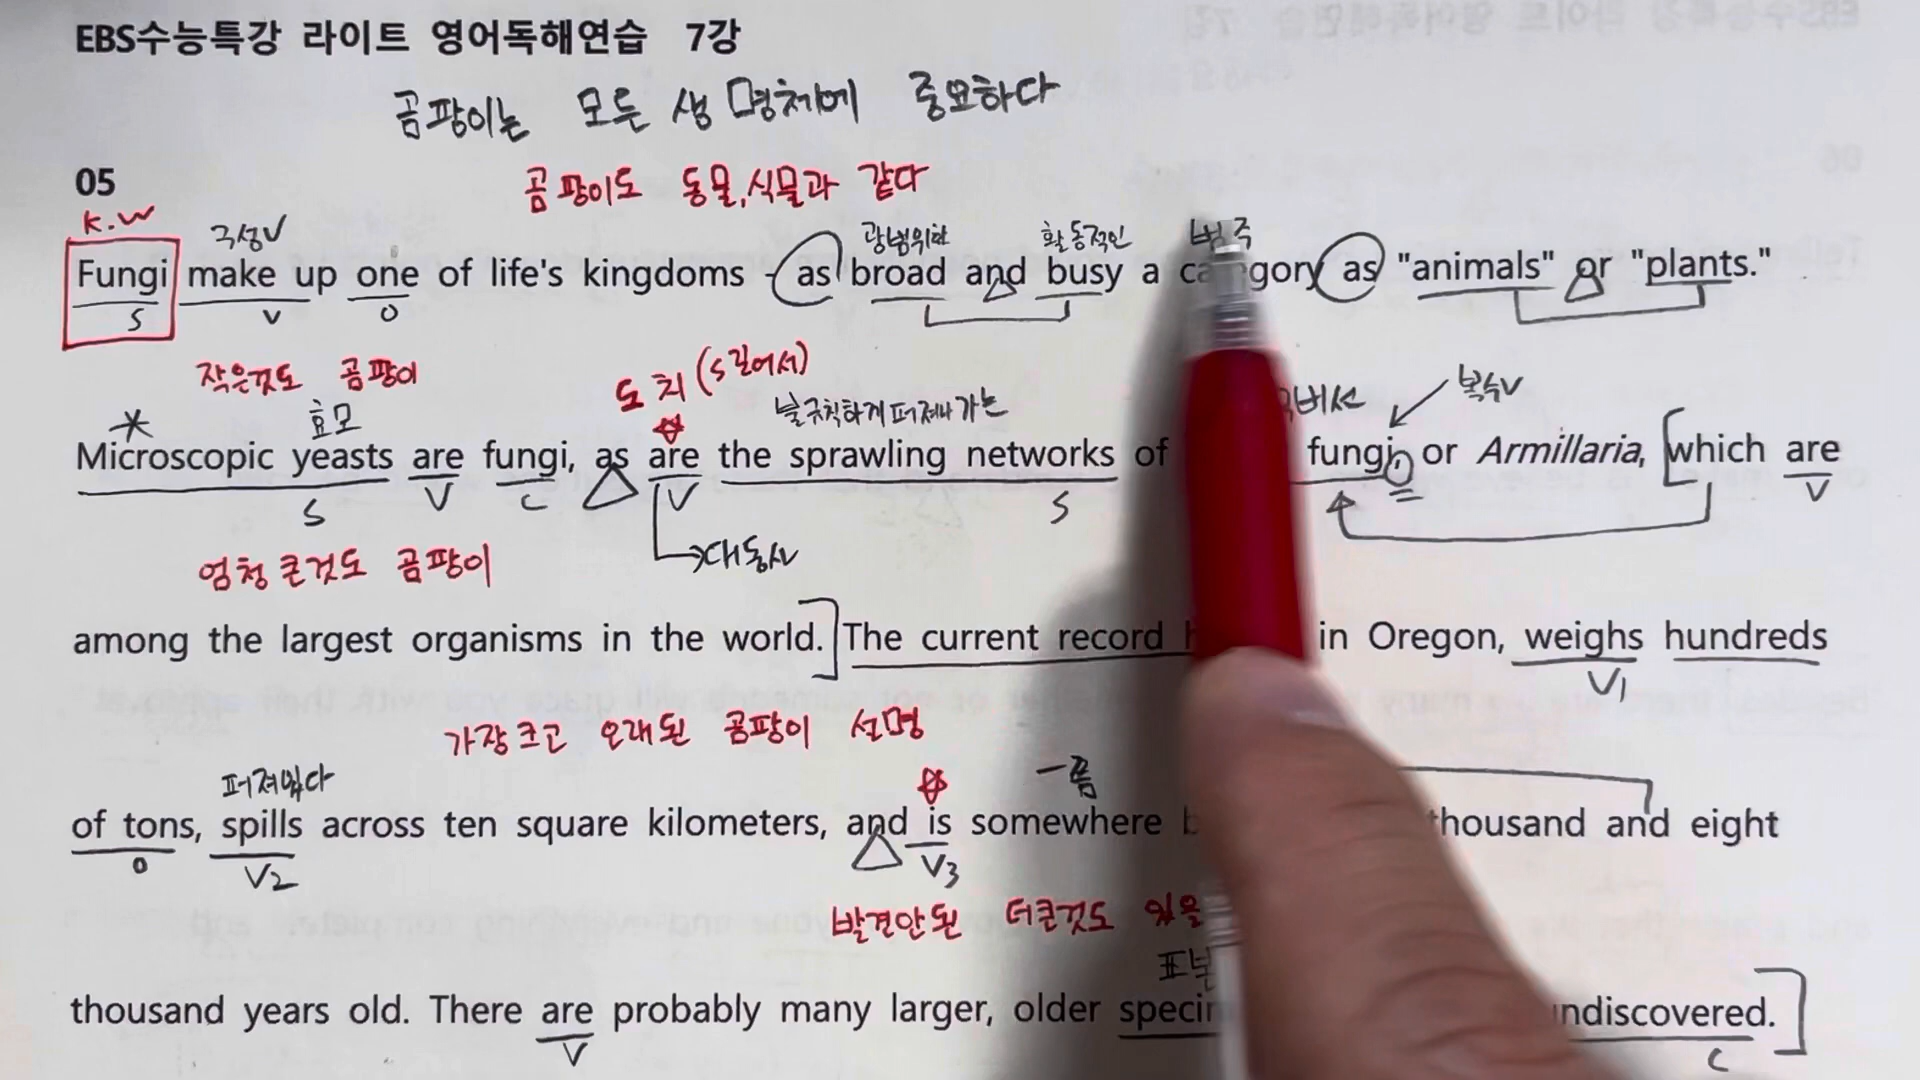 EBS수능특강 라이트 영어독해연습 7강
곰팡이는 모든 생명체에 중요하다
05
곰팡이도 동물,식물과 같다
K.W
구성V 광범위한 활동적인 범주
Fungi make up one of life's kingdoms - as broad and busy a category as "animals" or "plants."
S V O
작은것도 곰팡이 도치(S길어서)
효모 불규칙하게 퍼져나가는 복수V
Microscopic yeasts are fungi, as are the sprawling networks of fungi, or Armillaria, which are
S V C V S V
엄청큰것도 곰팡이 →대동사
among the largest organisms in the world. The current record in Oregon, weighs hundreds
V1
가장크고 오래된 곰팡이 설명
퍼져있다 -쯤
of tons, spills across ten square kilometers, and is somewhere thousand and eight
O V2 V3
발견안된 더큰것도 있을
thousand years old. There are probably many larger, older undiscovered.
V C